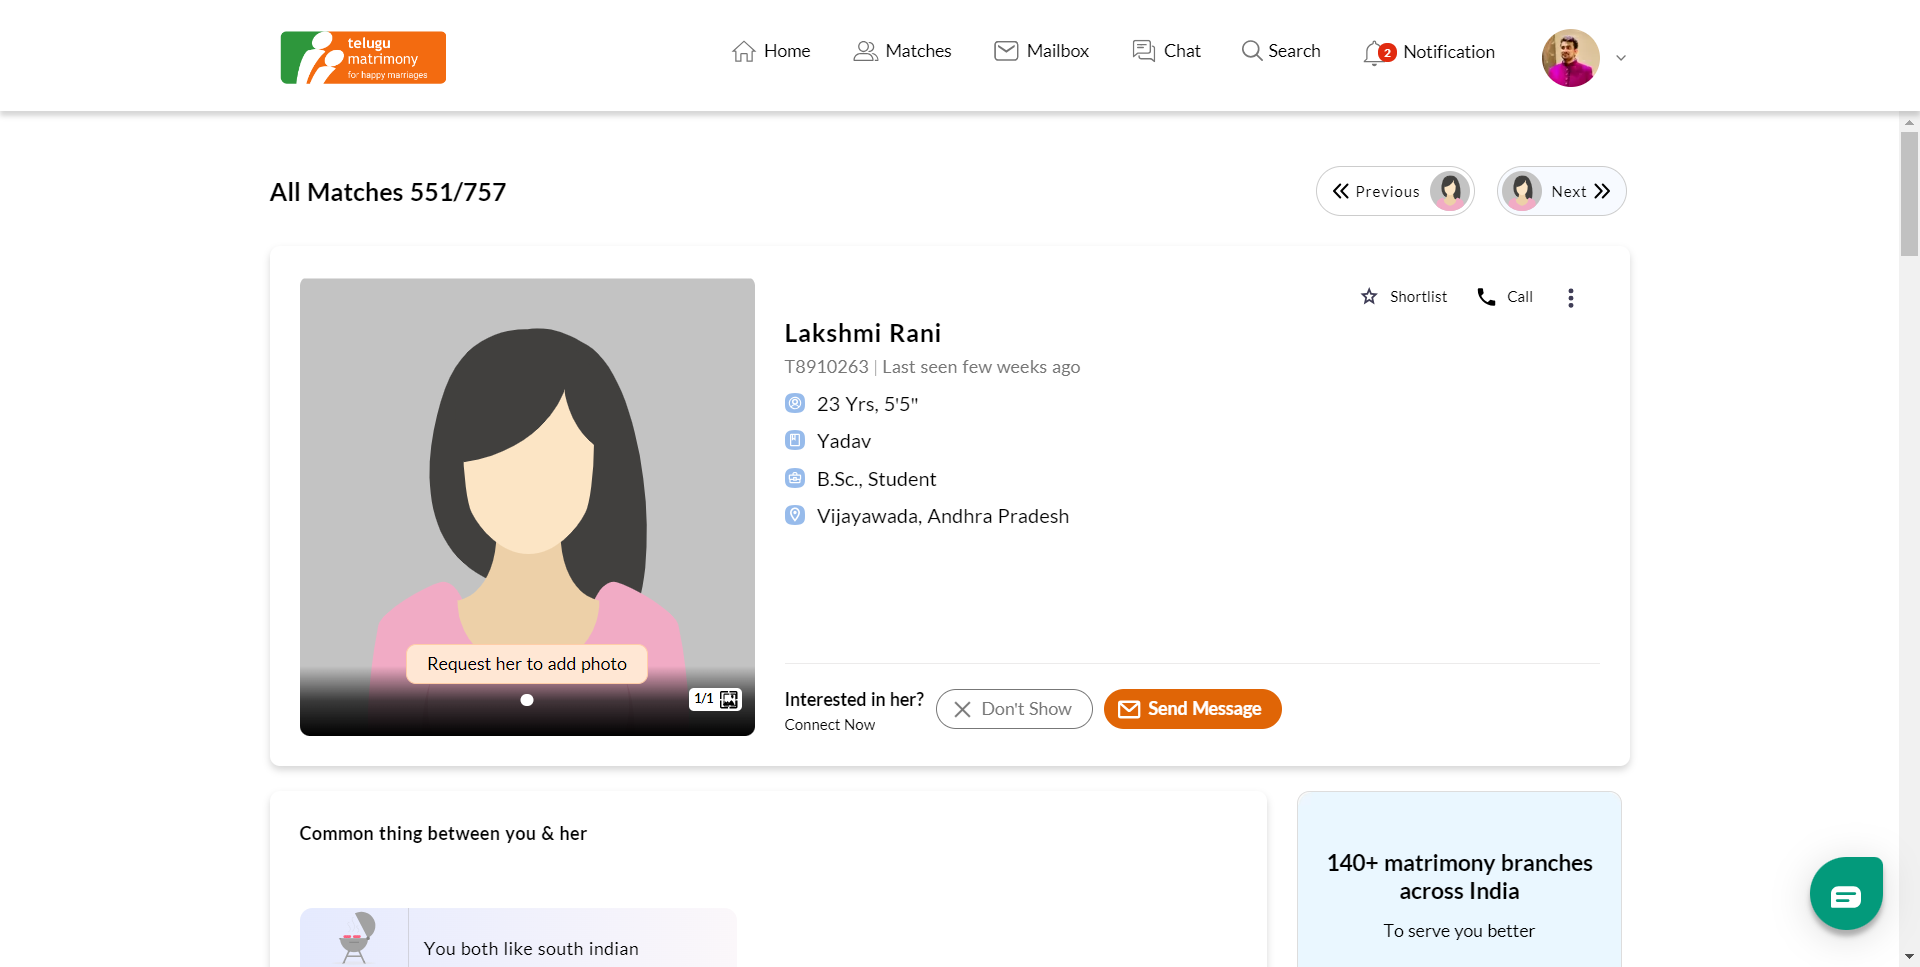 telugu
matrimony
for happy marriages
Home
Matches
Mailbox
Chat
Search
2
Notification
All Matches 551/757
Previous
Next
Shortlist
Call
Lakshmi Rani
T8910263 | Last seen few weeks ago
23 Yrs, 5'5"
Yadav
B.Sc., Student
Vijayawada, Andhra Pradesh
Request her to add photo
1/1
Interested in her?
Connect Now
Don't Show
Send Message
Common thing between you & her
You both like south indian
140+ matrimony branches
across India
To serve you better